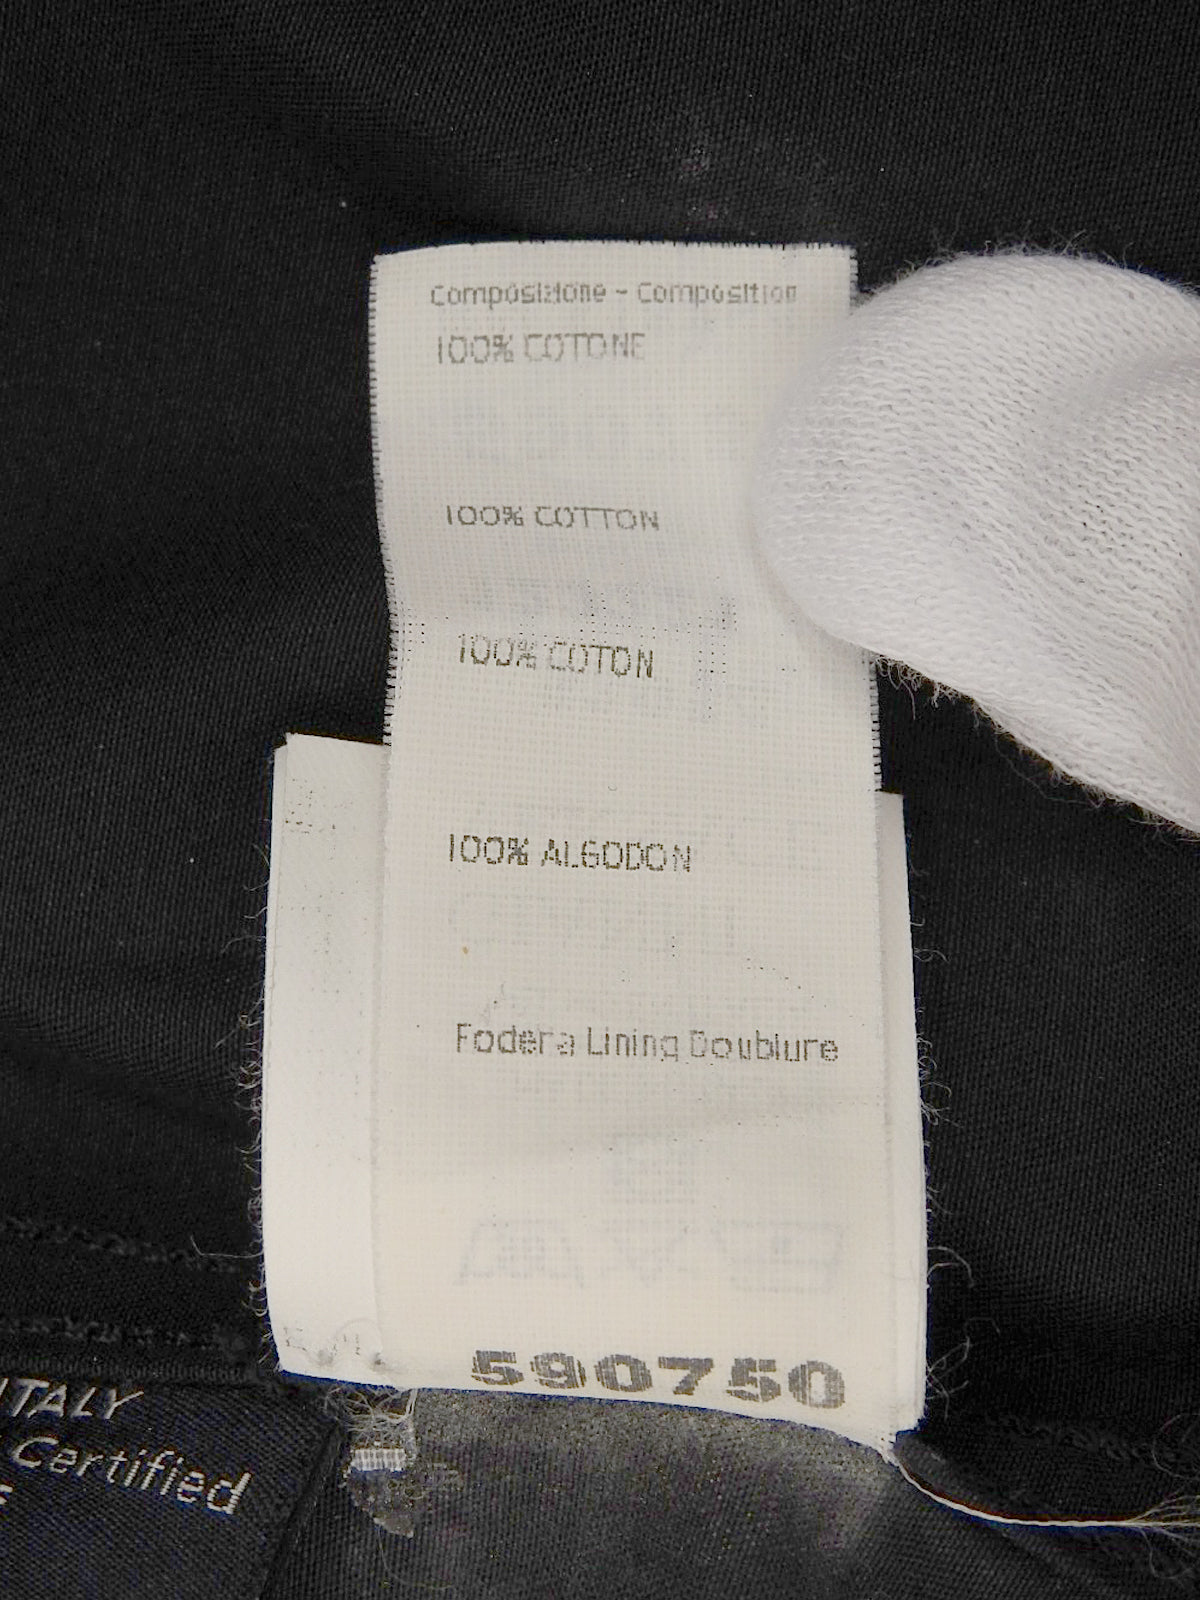 Composizione - Composition
100% COTONE
100% COTTON
100% COTON
100% ALGODON
Fodera Lining Doublure
590750
ITALY
Certified